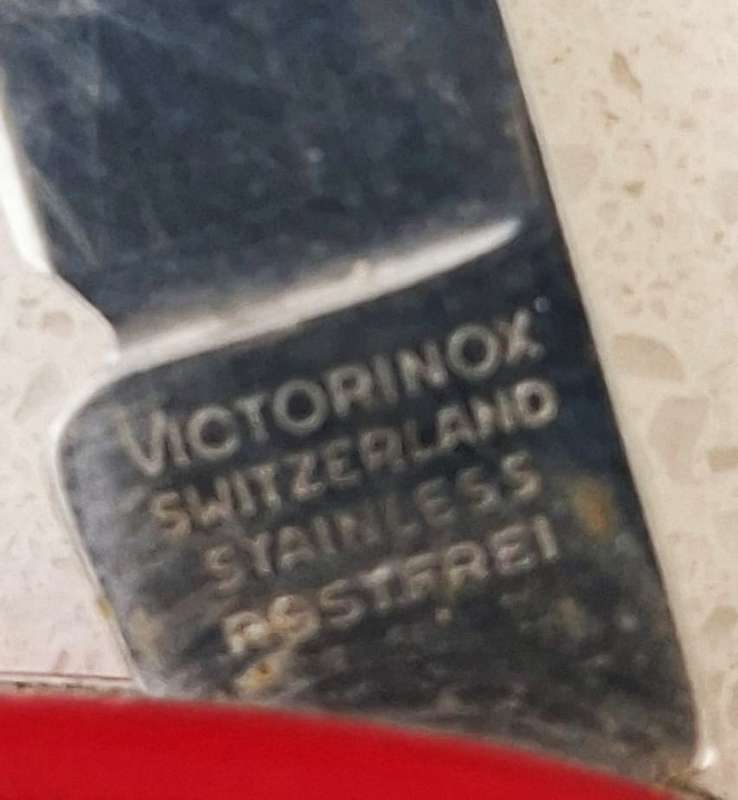 VICTORINOX
SWITZERLAND
STAINLESS
ROSTFREI